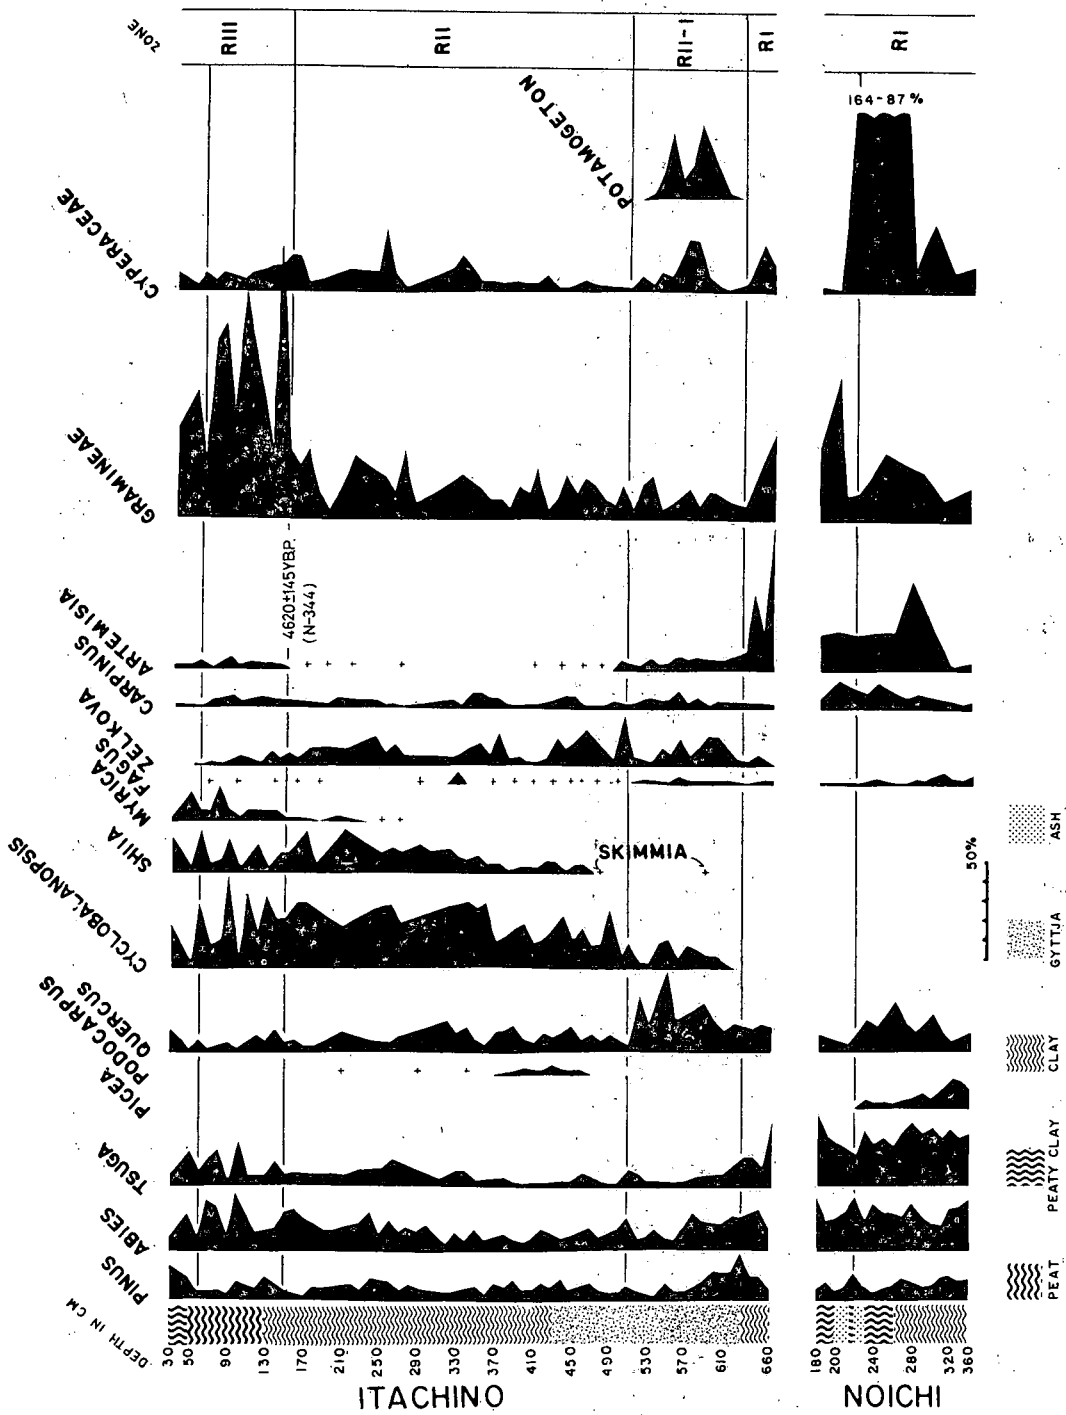 ZONE
RIII
RII
RII-I
RI
RI
POTAMOGETON
164-87 %
CYPERACEAE
GRAMINEAE
4620±145YB.P.
(N-344)
ARTEMISIA
CARPINUS
ZELKOVA
FAGUS
MYRICA
SHIIA
SKIMMIA
CYCLOBALANOPSIS
QUERCUS
PODOCARPUS
PICEA
TSUGA
ABIES
PINUS
DEPTH IN CM
30 50 90 130 170 210 250 290 330 370 410 450 490 530 570 610 660
180 200 240 280 320 360
ITACHINO
NOICHI
50%
PEAT
PEATY CLAY
CLAY
GYTTJA
ASH